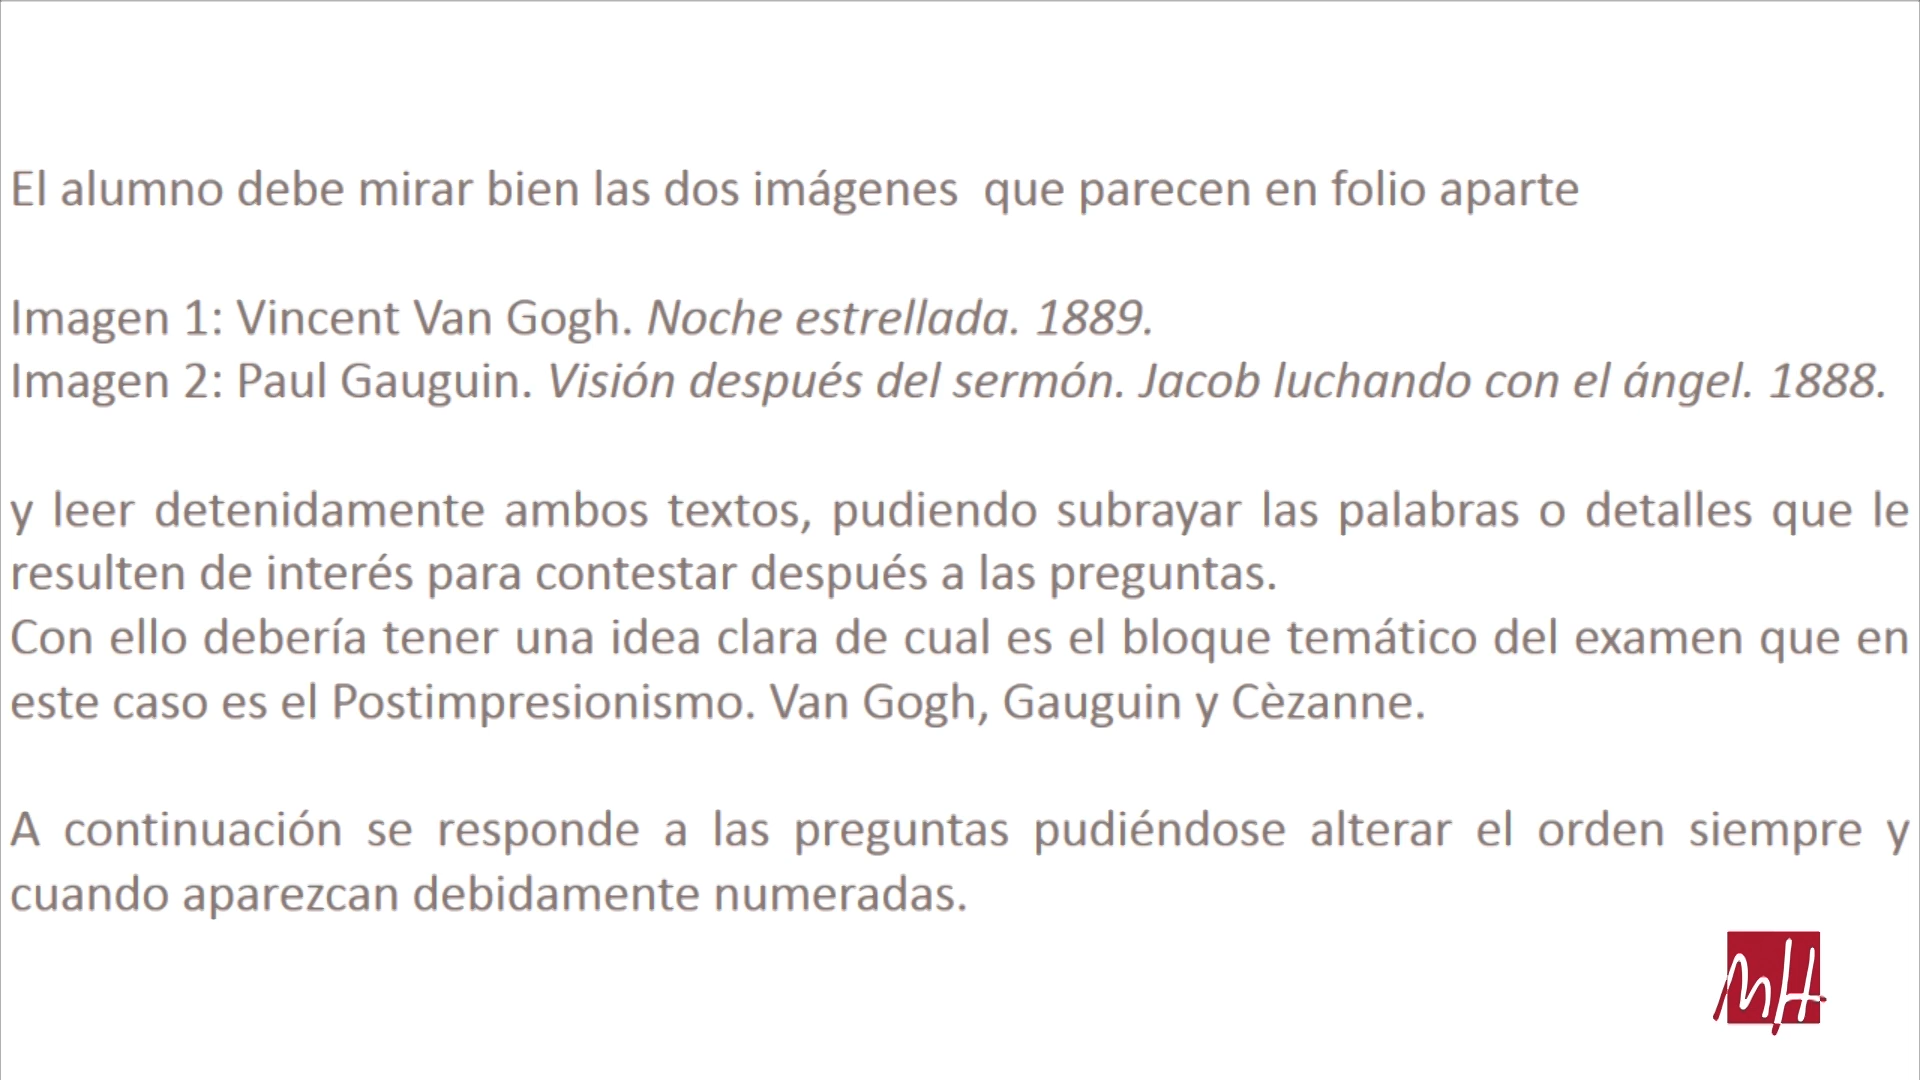 El alumno debe mirar bien las dos imágenes  que parecen en folio aparte
Imagen 1: Vincent Van Gogh. Noche estrellada. 1889.
Imagen 2: Paul Gauguin. Visión después del sermón. Jacob luchando con el ángel. 1888.
y leer detenidamente ambos textos, pudiendo subrayar las palabras o detalles que le
resulten de interés para contestar después a las preguntas.
Con ello debería tener una idea clara de cual es el bloque temático del examen que en
este caso es el Postimpresionismo. Van Gogh, Gauguin y Cèzanne.
A continuación se responde a las preguntas pudiéndose alterar el orden siempre y
cuando aparezcan debidamente numeradas.
MH